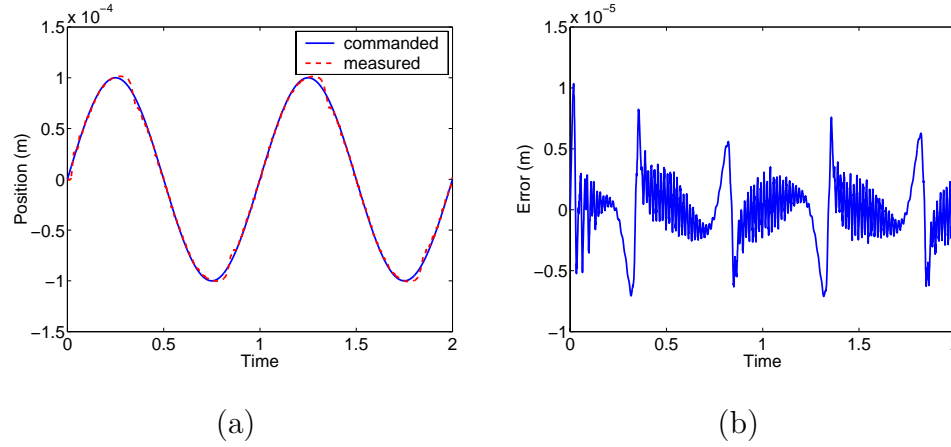 x 10^-4
1.5
1
0.5
0
−0.5
−1
−1.5
Position (m)
commanded
measured
0 0.5 1 1.5 2
Time
(a)
x 10^-5
1.5
1
0.5
0
−0.5
−1
Error (m)
0 0.5 1 1.5 2
Time
(b)